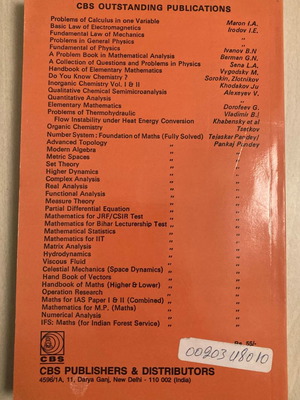 CBS OUTSTANDING PUBLICATIONS
Problems of Calculus in one Variable Maron I.A.
Basic Law of Electromagnetics Irodov I.E.
Fundamental Law of Mechanics "
Problems in General Physics "
Fundamental of Physics Ivanov B.N
A Problem Book in Mathematical Analysis Berman G.N.
A Collection of Questions and Problems in Physics Sena L.A.
Handbook of Elementary Mathematics Vygodsky M.
Do You Know Chemistry ? Sorokin, Zlotnikov
Inorganic Chemistry Vol. I & II Khodakov Ju
Qualitative Chemical Semimicroanalysis Alexeyev V.
Quantitative Analysis "
Elementary Mathematics Dorofeev G.
Problems of Thermohydraulic Vladimir B.J
Flow Instability under Heat Energy Conversion Khabensky et al
Organic Chemistry
Number System : Foundation of Maths (Fully Solved) Tejaskar Pandey
Advanced Topology Pankaj Pandey
Modern Algebra "
Metric Spaces "
Set Theory "
Higher Dynamics "
Complex Analysis "
Real Analysis "
Functional Analysis "
Measure Theory "
Partial Differential Equation "
Mathematics for JRF/CSIR Test "
Mathematics for Bihar Lecturership Test "
Mathematical Statistics "
Mathematics for IIT "
Matrix Analysis "
Hydrodynamics "
Viscous Fluid "
Celestial Mechanics (Space Dynamics) "
Hand Book of Vectors "
Handbook of Maths (Higher & Lower) "
Operation Research "
Maths for IAS Paper I & II (Combined) "
Mathematics for M.P. (Maths) "
Numerical Analysis "
IFS: Maths (for Indian Forest Service) "
Rs. 55/-
CBS
CBS PUBLISHERS & DISTRIBUTORS
4596/1A, 11, Darya Ganj, New Delhi - 110 002 (India)